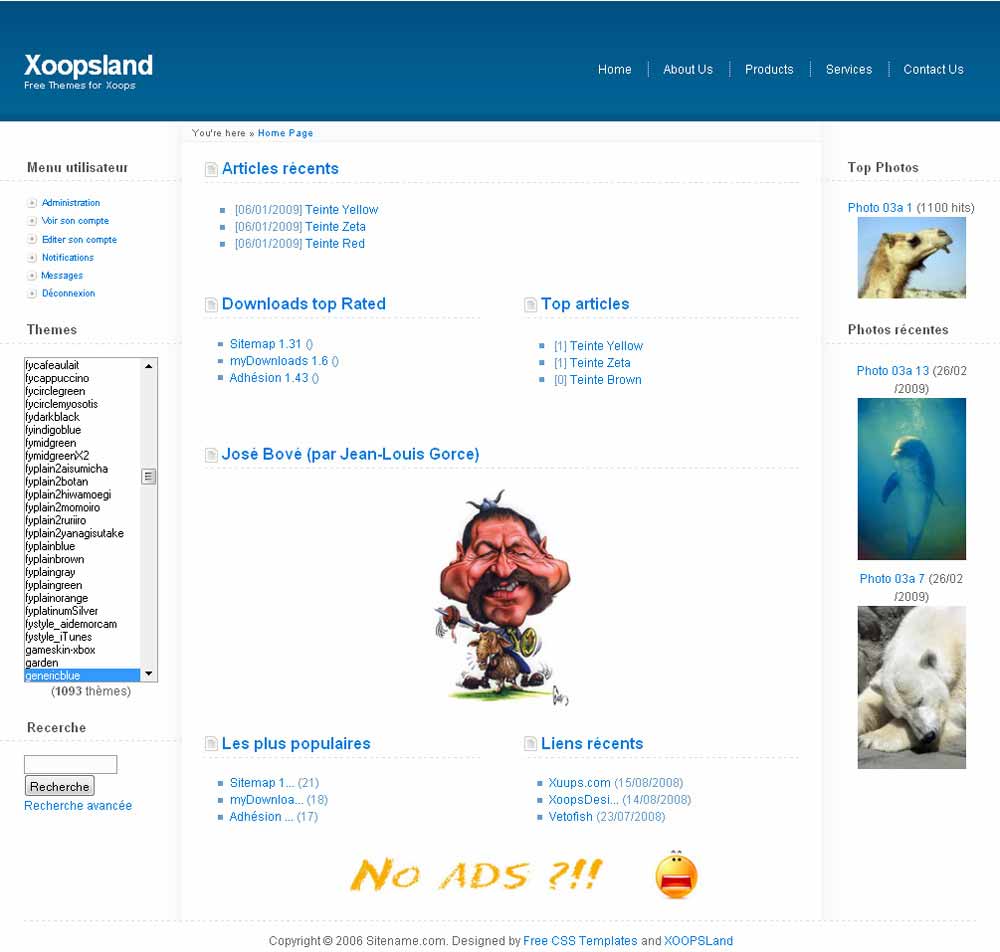 Xoopsland
Free Themes for Xoops
Home
About Us
Products
Services
Contact Us
You're here » Home Page
Menu utilisateur
Administration
Voir son compte
Editer son compte
Notifications
Messages
Déconnexion
Themes
fycafeaulait
fycappuccino
fycirclegreen
fycirclemyosotis
fydarkblack
fyindigoblue
fymidgreen
fymidgreenX2
fyplain2aisumicha
fyplain2botan
fyplain2hiwamoegi
fyplain2momoiro
fyplain2ruriiro
fyplain2yanagisutake
fyplainblue
fyplainbrown
fyplaingray
fyplaingreen
fyplainorange
fyplatinumSilver
fystyle_aidemorcam
fystyle_iTunes
gameskin-xbox
garden
genericblue
(1093 thèmes)
Recerche
Recherche
Recherche avancée
Articles récents
[06/01/2009] Teinte Yellow
[06/01/2009] Teinte Zeta
[06/01/2009] Teinte Red
Downloads top Rated
Sitemap 1.31 ()
myDownloads 1.6 ()
Adhésion 1.43 ()
Top articles
[1] Teinte Yellow
[1] Teinte Zeta
[0] Teinte Brown
José Bové (par Jean-Louis Gorce)
Les plus populaires
Sitemap 1... (21)
myDownloa... (18)
Adhésion ... (17)
Liens récents
Xuups.com (15/08/2008)
XoopsDesi... (14/08/2008)
Vetofish (23/07/2008)
No ADS ?!!
Top Photos
Photo 03a 1 (1100 hits)
Photos récentes
Photo 03a 13 (26/02
/2009)
Photo 03a 7 (26/02
/2009)
Copyright © 2006 Sitename.com. Designed by Free CSS Templates and XOOPSLand